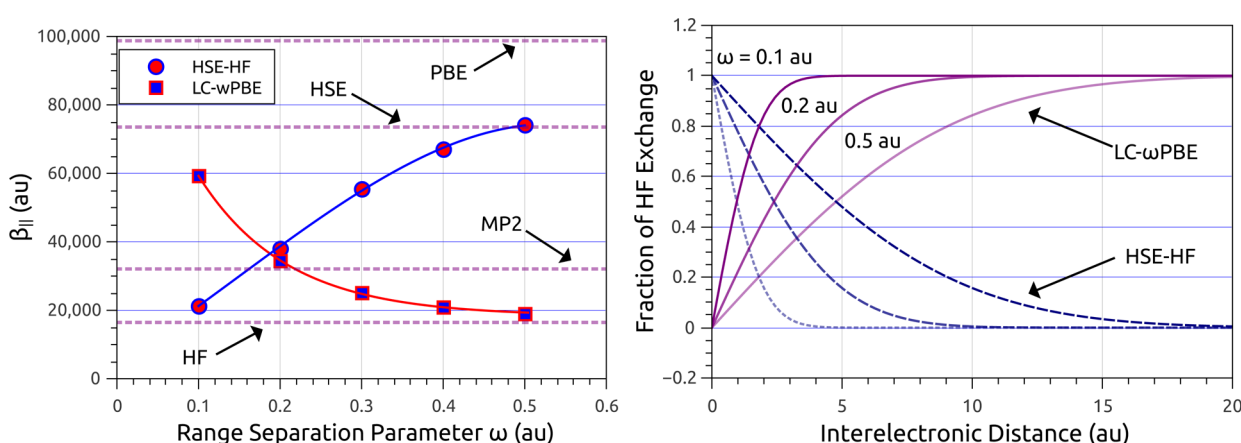 100,000
80,000
60,000
40,000
20,000
0
β|| (au)
HSE-HF
LC-wPBE
PBE
HSE
MP2
HF
0 0.1 0.2 0.3 0.4 0.5 0.6
Range Separation Parameter ω (au)
1.2
1
0.8
0.6
0.4
0.2
0
−0.2
Fraction of HF Exchange
ω = 0.1 au
0.2 au
0.5 au
LC-ωPBE
HSE-HF
0 5 10 15 20
Interelectronic Distance (au)